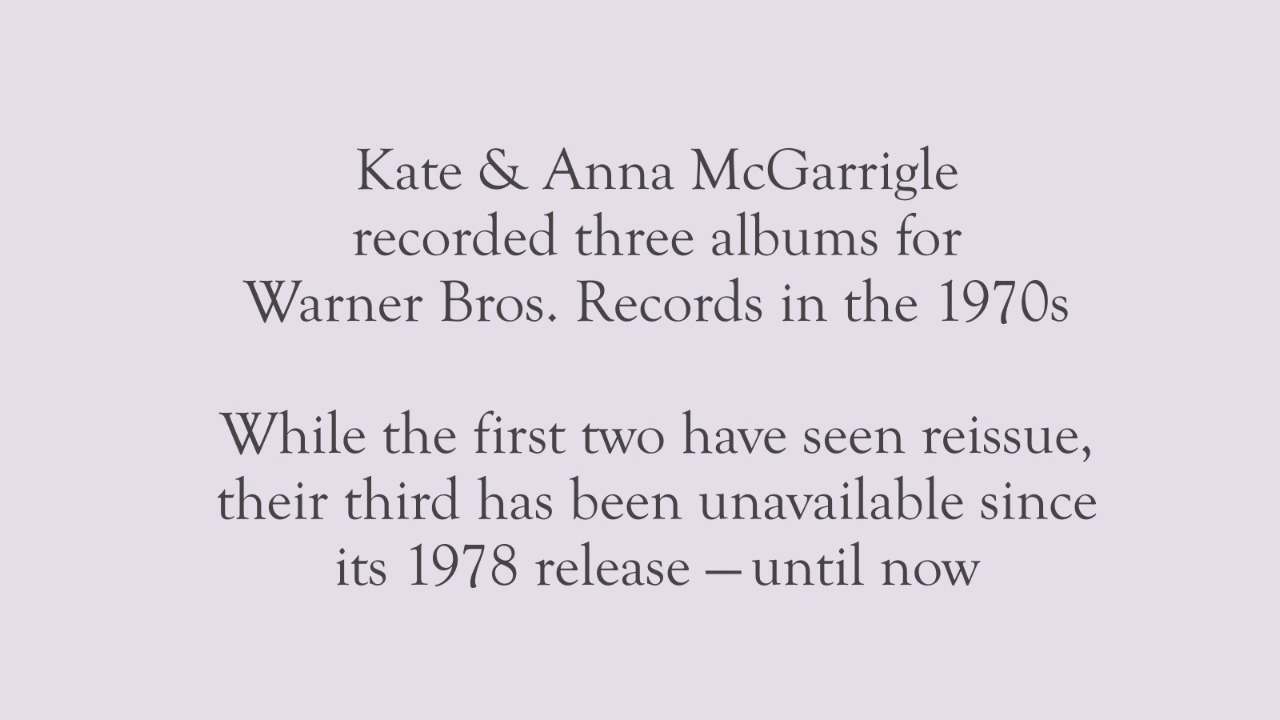 Kate & Anna McGarrigle
recorded three albums for
Warner Bros. Records in the 1970s
While the first two have seen reissue,
their third has been unavailable since
its 1978 release — until now